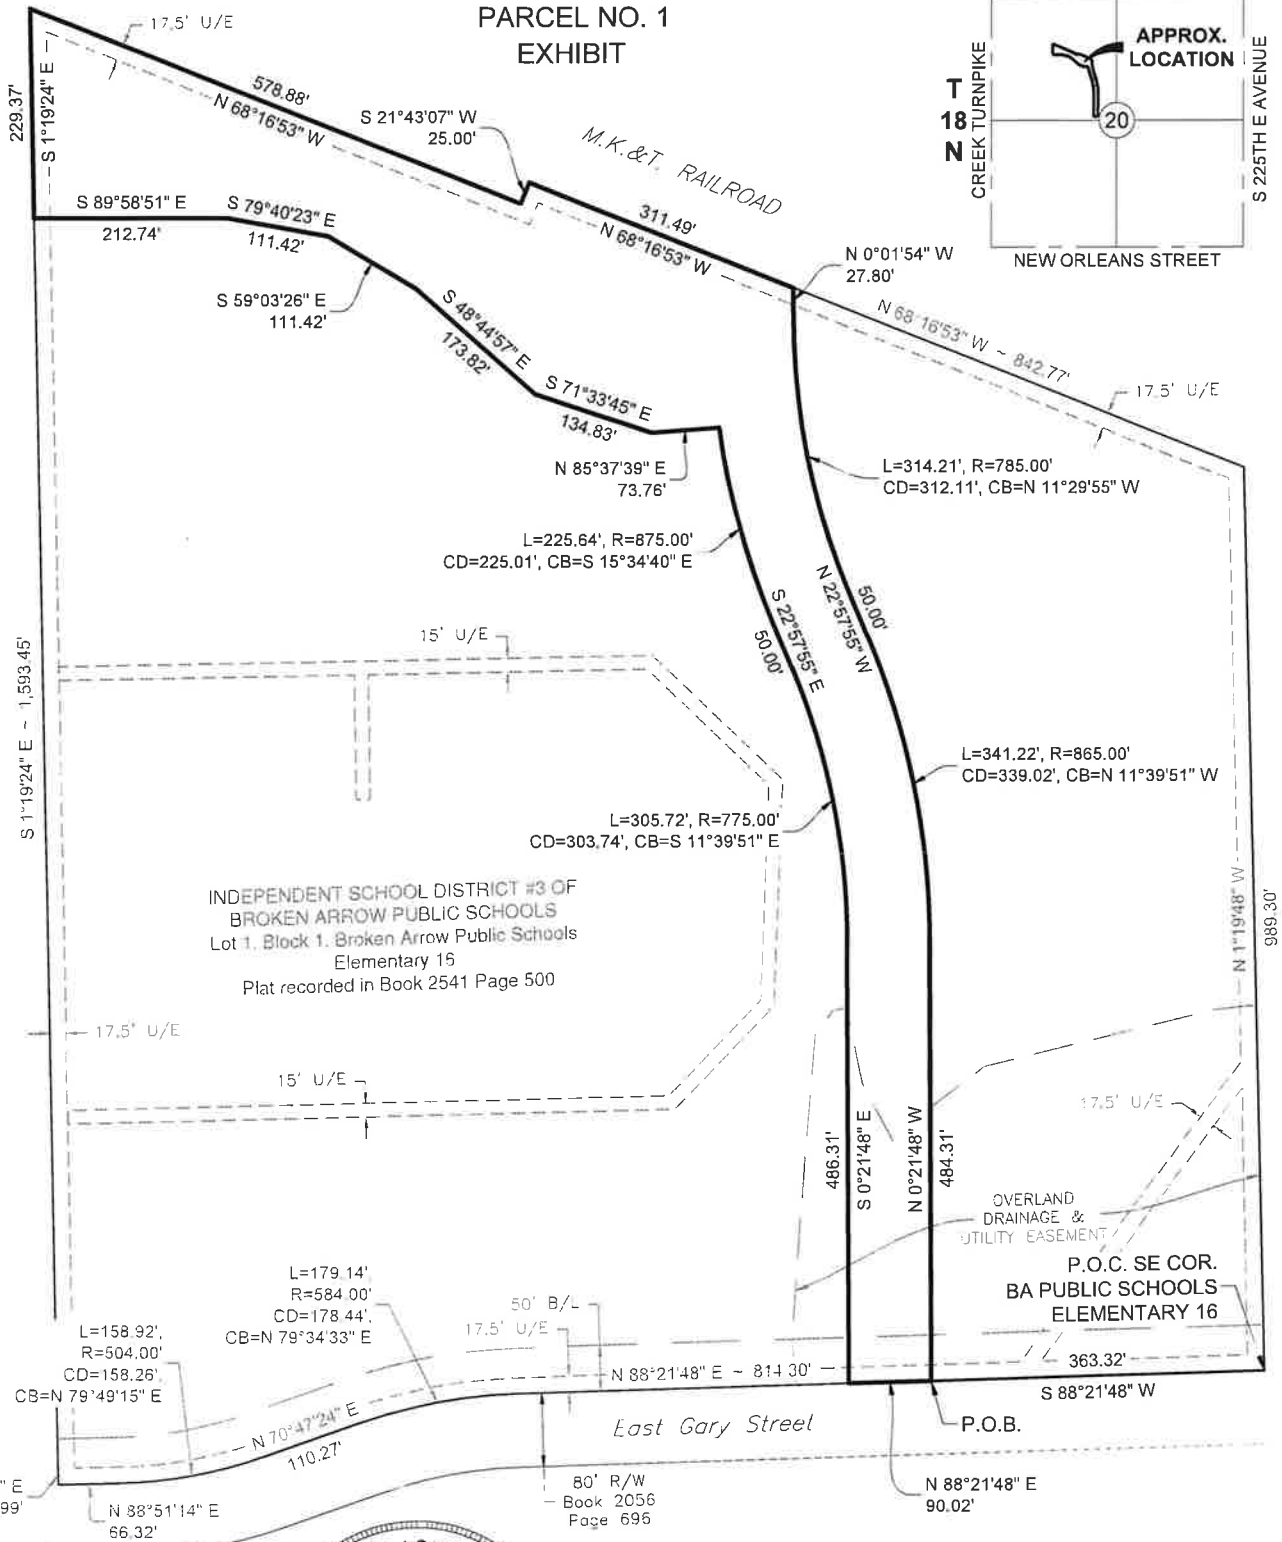 PARCEL NO. 1
EXHIBIT
17.5' U/E
229.37'
S 1°19'24" E
578.88'
N 68°16'53" W
S 21°43'07" W
25.00'
M.K.&T. RAILROAD
311.49'
N 68°16'53" W
N 0°01'54" W
27.80'
T
18
N
CREEK TURNPIKE
APPROX.
LOCATION
20
S 225TH E AVENUE
NEW ORLEANS STREET
S 89°58'51" E
212.74'
S 79°40'23" E
111.42'
S 59°03'26" E
111.42'
S 48°44'57" E
173.82'
S 71°33'45" E
134.83'
N 85°37'39" E
73.76'
N 68°16'53" W ~ 842.77'
17.5' U/E
L=314.21', R=785.00'
CD=312.11', CB=N 11°29'55" W
L=225.64', R=875.00'
CD=225.01', CB=S 15°34'40" E
N 22°57'55" W
50.00'
S 22°57'55" E
50.00'
15' U/E
S 1°19'24" E ~ 1,593.45'
L=341.22', R=865.00'
CD=339.02', CB=N 11°39'51" W
L=305.72', R=775.00'
CD=303.74', CB=S 11°39'51" E
INDEPENDENT SCHOOL DISTRICT #3 OF
BROKEN ARROW PUBLIC SCHOOLS
Lot 1, Block 1, Broken Arrow Public Schools
Elementary 16
Plat recorded in Book 2541 Page 500
N 1°19'48" W
989.30'
17.5' U/E
15' U/E
17.5' U/E
486.31'
S 0°21'48" E
N 0°21'48" W
484.31'
OVERLAND
DRAINAGE &
UTILITY EASEMENT
P.O.C. SE COR.
BA PUBLIC SCHOOLS
ELEMENTARY 16
L=179.14',
R=584.00'
CD=178.44',
CB=N 79°34'33" E
50' B/L
17.5' U/E
L=158.92',
R=504.00'
CD=158.26',
CB=N 79°49'15" E
N 88°21'48" E ~ 814.30'
363.32'
S 88°21'48" W
N 70°47'24" E
110.27'
East Gary Street
P.O.B.
" E
99'
N 88°51'14" E
66.32'
80' R/W
Book 2056
Page 696
N 88°21'48" E
90.02'